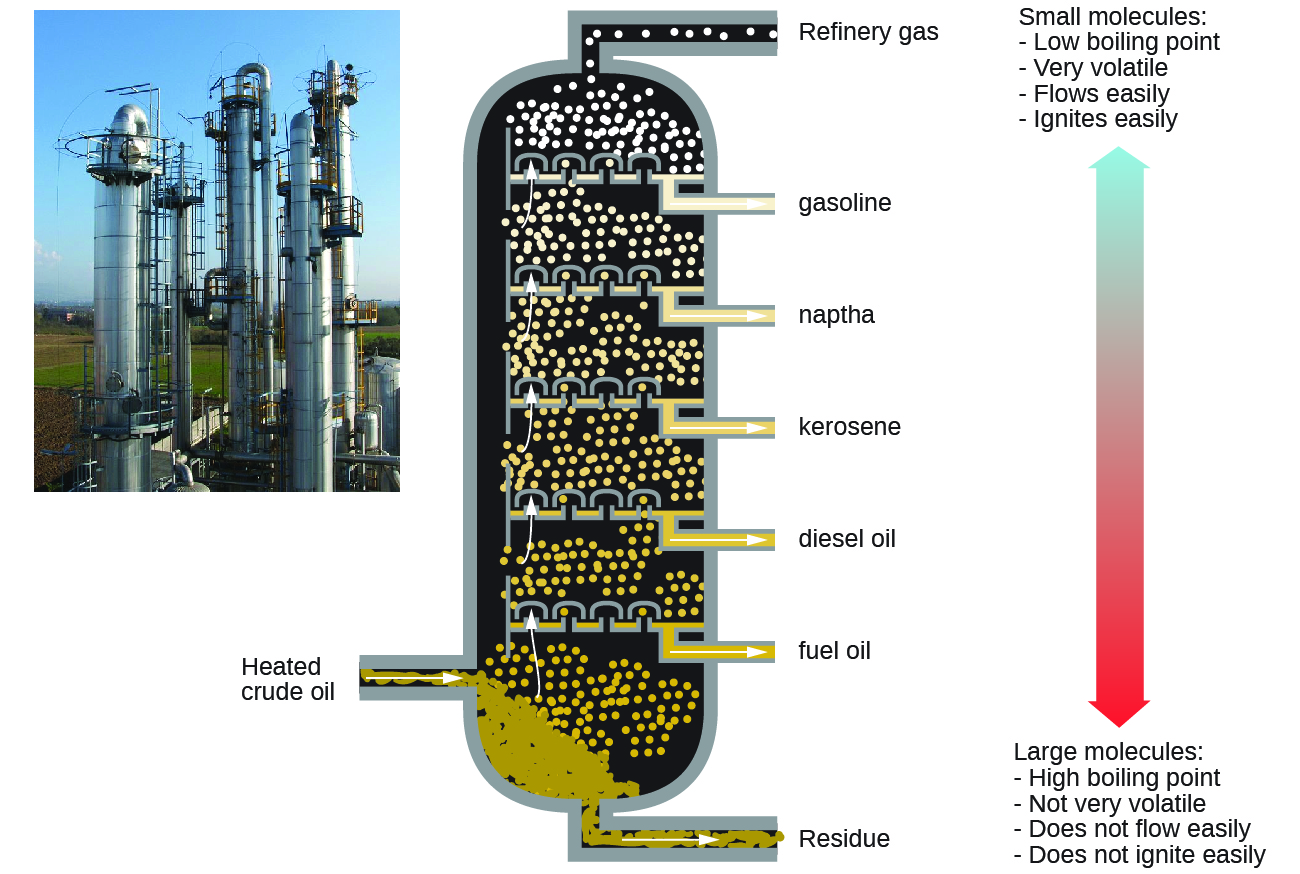 Refinery gas
Small molecules:
- Low boiling point
- Very volatile
- Flows easily
- Ignites easily
gasoline
naptha
kerosene
diesel oil
fuel oil
Heated
crude oil
Residue
Large molecules:
- High boiling point
- Not very volatile
- Does not flow easily
- Does not ignite easily